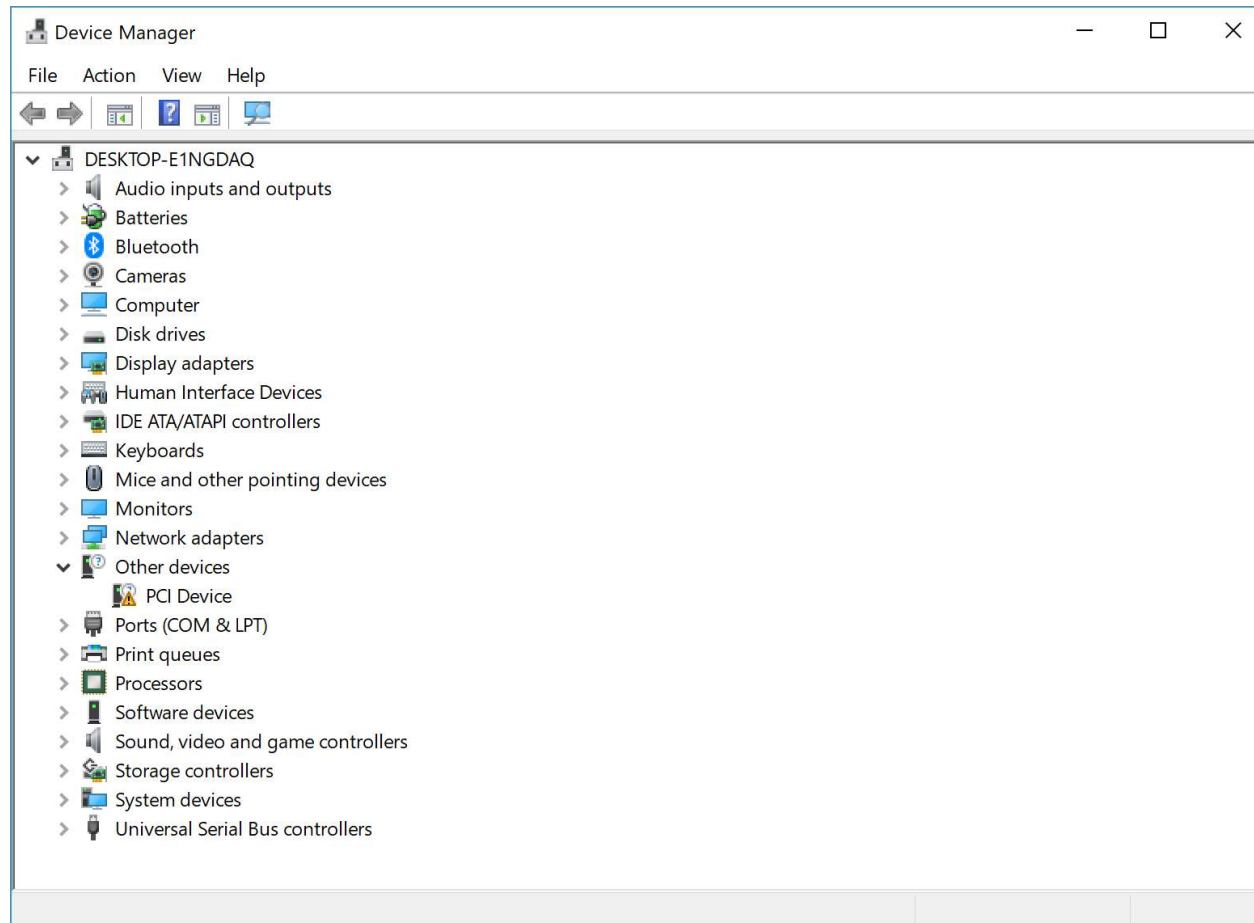 Device Manager
File Action View Help
DESKTOP-E1NGDAQ
Audio inputs and outputs
Batteries
Bluetooth
Cameras
Computer
Disk drives
Display adapters
Human Interface Devices
IDE ATA/ATAPI controllers
Keyboards
Mice and other pointing devices
Monitors
Network adapters
Other devices
PCI Device
Ports (COM & LPT)
Print queues
Processors
Software devices
Sound, video and game controllers
Storage controllers
System devices
Universal Serial Bus controllers